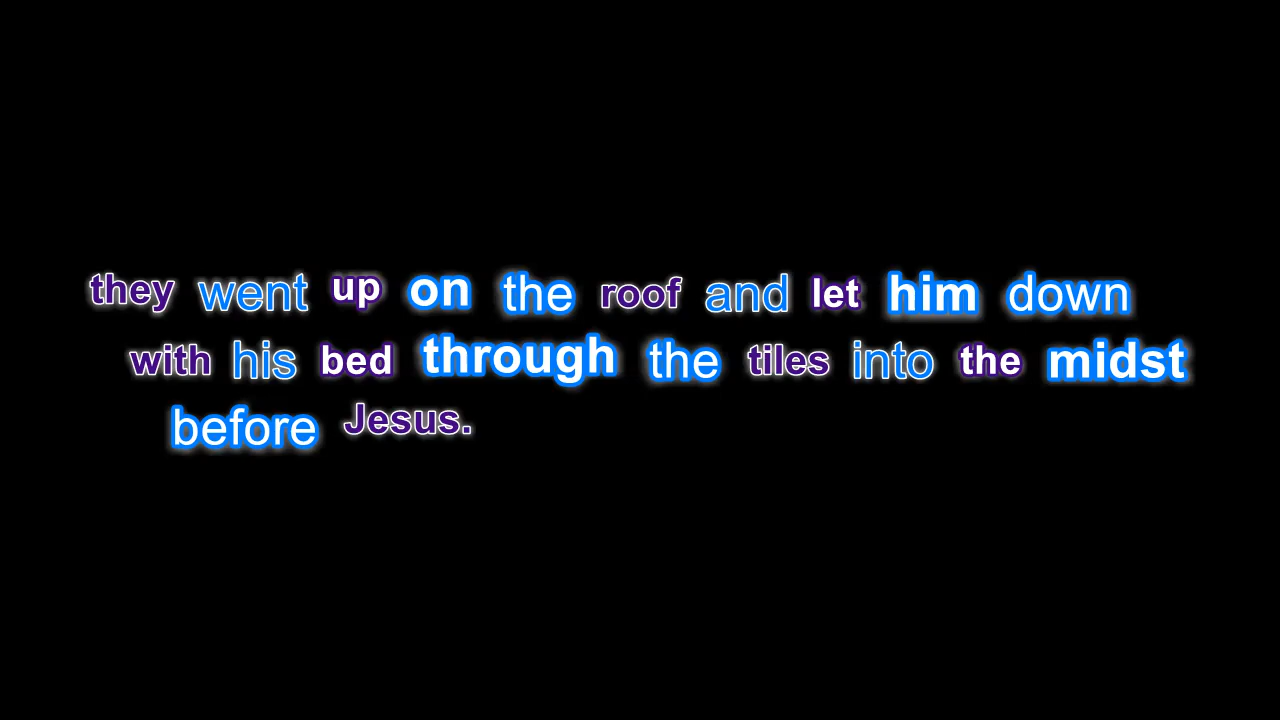 they went up on the roof and let him down
with his bed through the tiles into the midst
before Jesus.